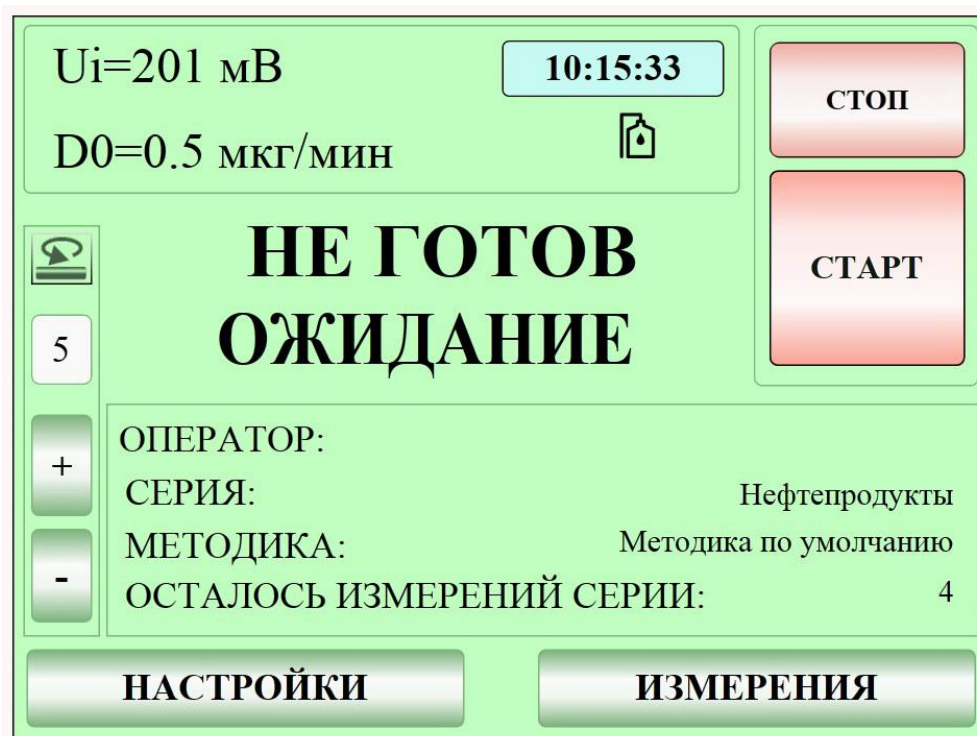 Ui=201 мВ
10:15:33
D0=0.5 мкг/мин
СТОП
СТАРТ
НЕ ГОТОВ
ОЖИДАНИЕ
5
+
-
ОПЕРАТОР:
СЕРИЯ: Нефтепродукты
МЕТОДИКА: Методика по умолчанию
ОСТАЛОСЬ ИЗМЕРЕНИЙ СЕРИИ: 4
НАСТРОЙКИ
ИЗМЕРЕНИЯ